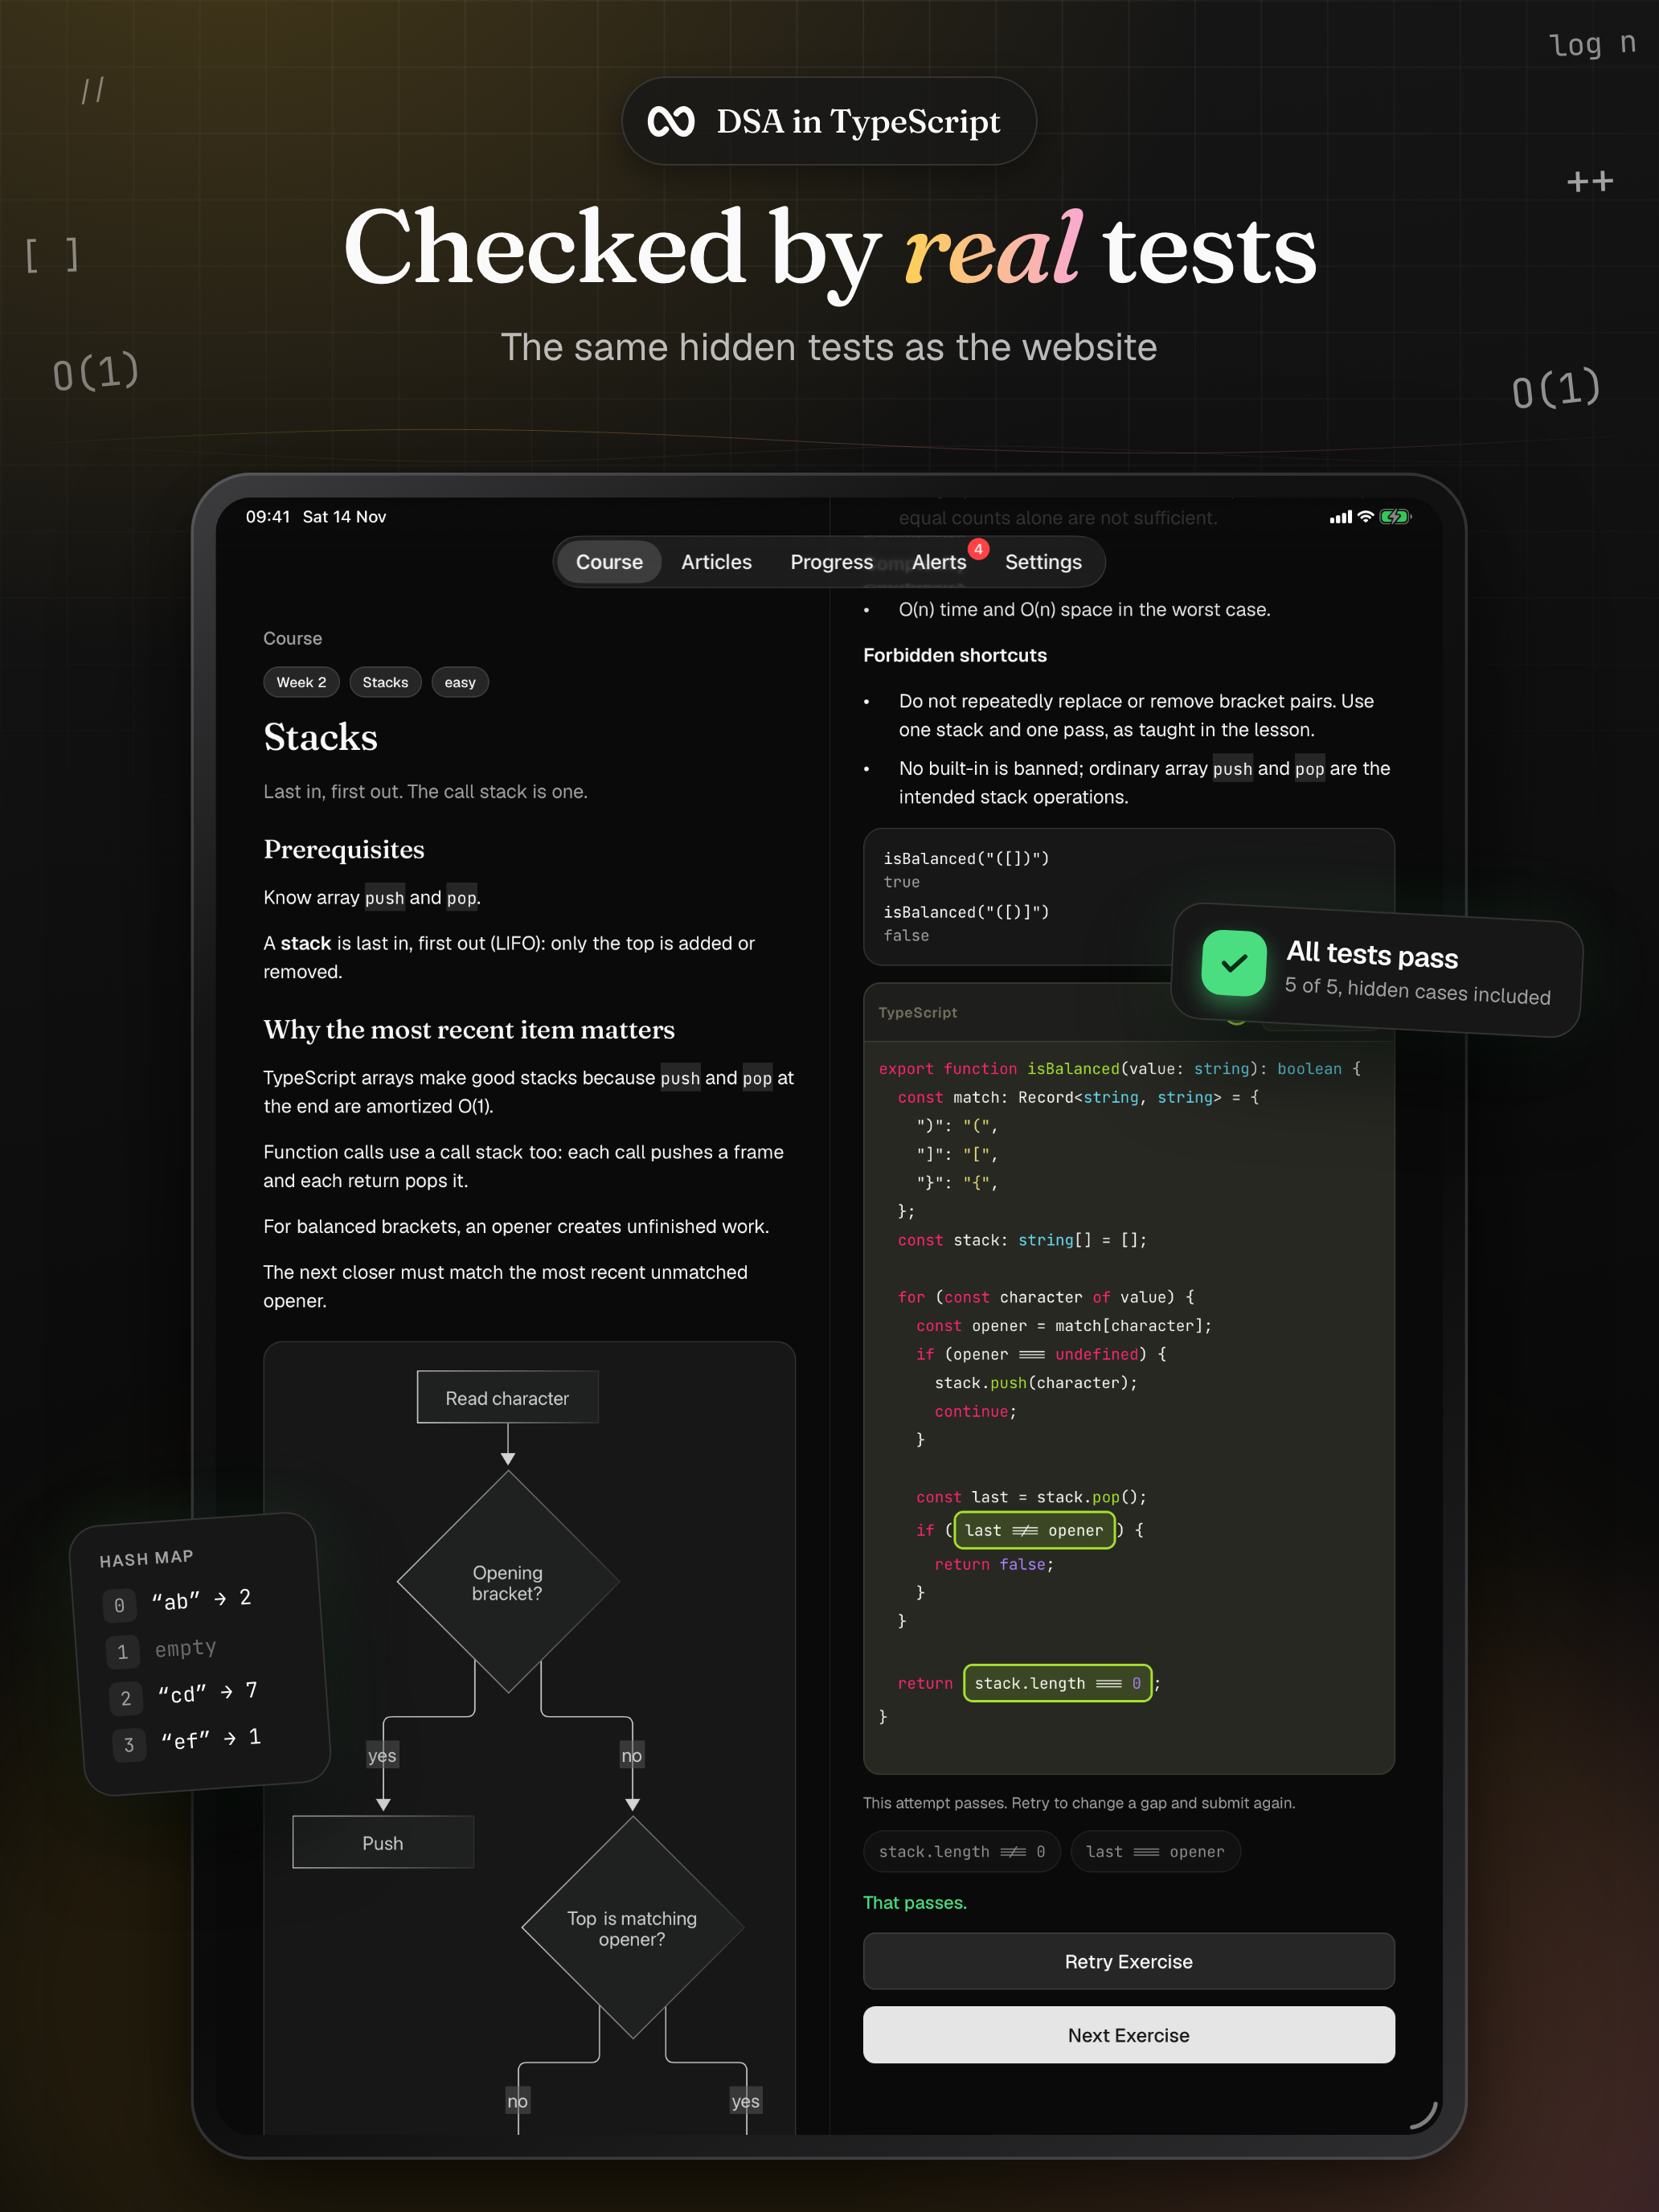 log n
//
DSA in TypeScript
++
Checked by real tests
[ ]
The same hidden tests as the website
O(1)
O(1)
09:41 Sat 14 Nov
Course
Articles
Progress
Alerts
4
Settings
Course
Week 2
Stacks
easy
Stacks
Last in, first out. The call stack is one.
Prerequisites
Know array push and pop.
A stack is last in, first out (LIFO): only the top is added or
removed.
Why the most recent item matters
TypeScript arrays make good stacks because push and pop at
the end are amortized O(1).
Function calls use a call stack too: each call pushes a frame
and each return pops it.
For balanced brackets, an opener creates unfinished work.
The next closer must match the most recent unmatched
opener.
Read character
Opening
bracket?
yes
no
Push
Top is matching
opener?
no
yes
HASH MAP
0 “ab” → 2
1 empty
2 “cd” → 7
3 “ef” → 1
equal counts alone are not sufficient.
• O(n) time and O(n) space in the worst case.
Forbidden shortcuts
• Do not repeatedly replace or remove bracket pairs. Use
one stack and one pass, as taught in the lesson.
• No built-in is banned; ordinary array push and pop are the
intended stack operations.
isBalanced("([])")
true
isBalanced("([)]")
false
All tests pass
5 of 5, hidden cases included
TypeScript
export function isBalanced(value: string): boolean {
const match: Record<string, string> = {
")": "(",
"]": "[",
"}": "{",
};
const stack: string[] = [];
for (const character of value) {
const opener = match[character];
if (opener === undefined) {
stack.push(character);
continue;
}
const last = stack.pop();
if (last !== opener) {
return false;
}
}
return stack.length === 0;
}
This attempt passes. Retry to change a gap and submit again.
stack.length !== 0
last === opener
That passes.
Retry Exercise
Next Exercise